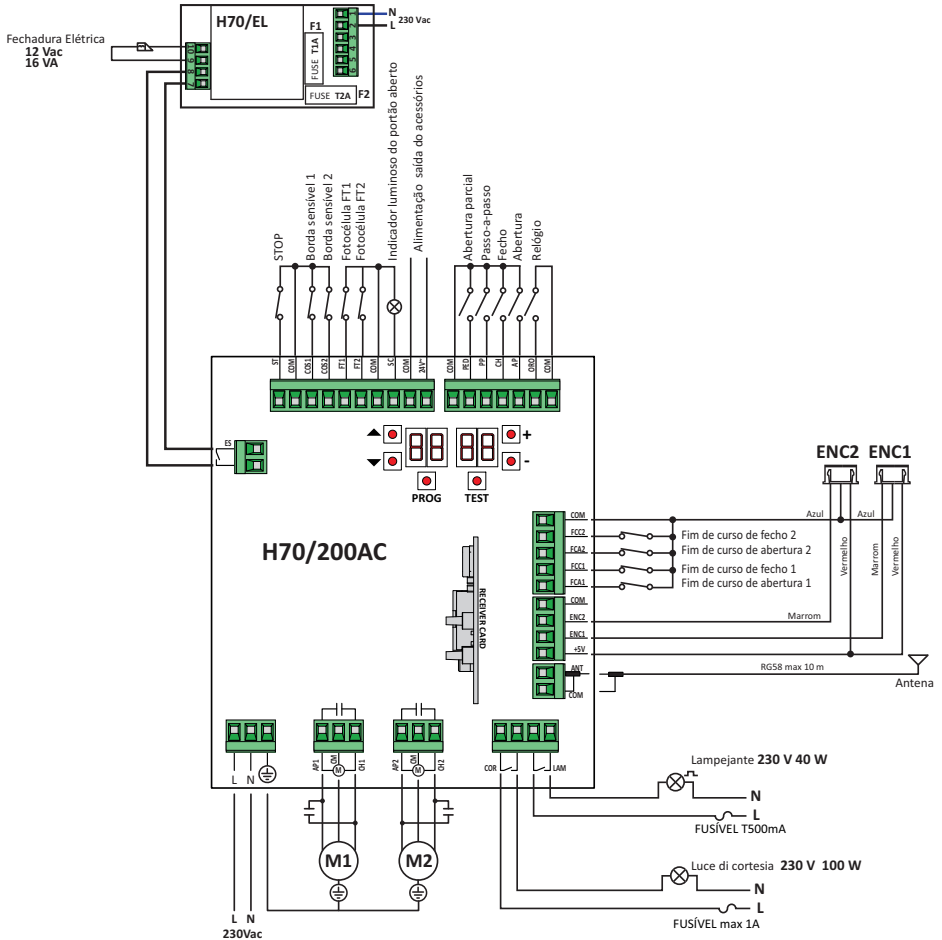 H70/EL
F1
FUSE T1A
FUSE T2A
F2
1
2
3
4
5
6
N
L
230 Vac
Fechadura Elétrica
12 Vac
16 VA
10
9
8
7
STOP
Borda sensível 1
Borda sensível 2
Fotocélula FT1
Fotocélula FT2
Indicador luminoso do portão aberto
Alimentação saída do acessórios
Abertura parcial
Passo-a-passo
Fecho
Abertura
Relógio
ST
COM
COS1
COS2
FT1
FT2
COM
SC
COM
24V~
COM
PED
PP
CH
AP
ORO
COM
ES
+
-
PROG
TEST
ENC2
ENC1
Azul
Azul
Vermelho
Marrom
Vermelho
Marrom
H70/200AC
RECEIVER CARD
COM
FCC2
FCA2
FCC1
FCA1
COM
ENC2
ENC1
+5V
ANT
COM
Fim de curso de fecho 2
Fim de curso de abertura 2
Fim de curso de fecho 1
Fim de curso de abertura 1
RG58 max 10 m
Antena
L
N
AP1
CM
CH1
M
AP2
CM
CH2
M
COR
LAM
Lampejante 230 V 40 W
N
L
FUSÍVEL T500mA
M1
M2
Luce di cortesia 230 V 100 W
N
L
FUSÍVEL max 1A
L N
230Vac